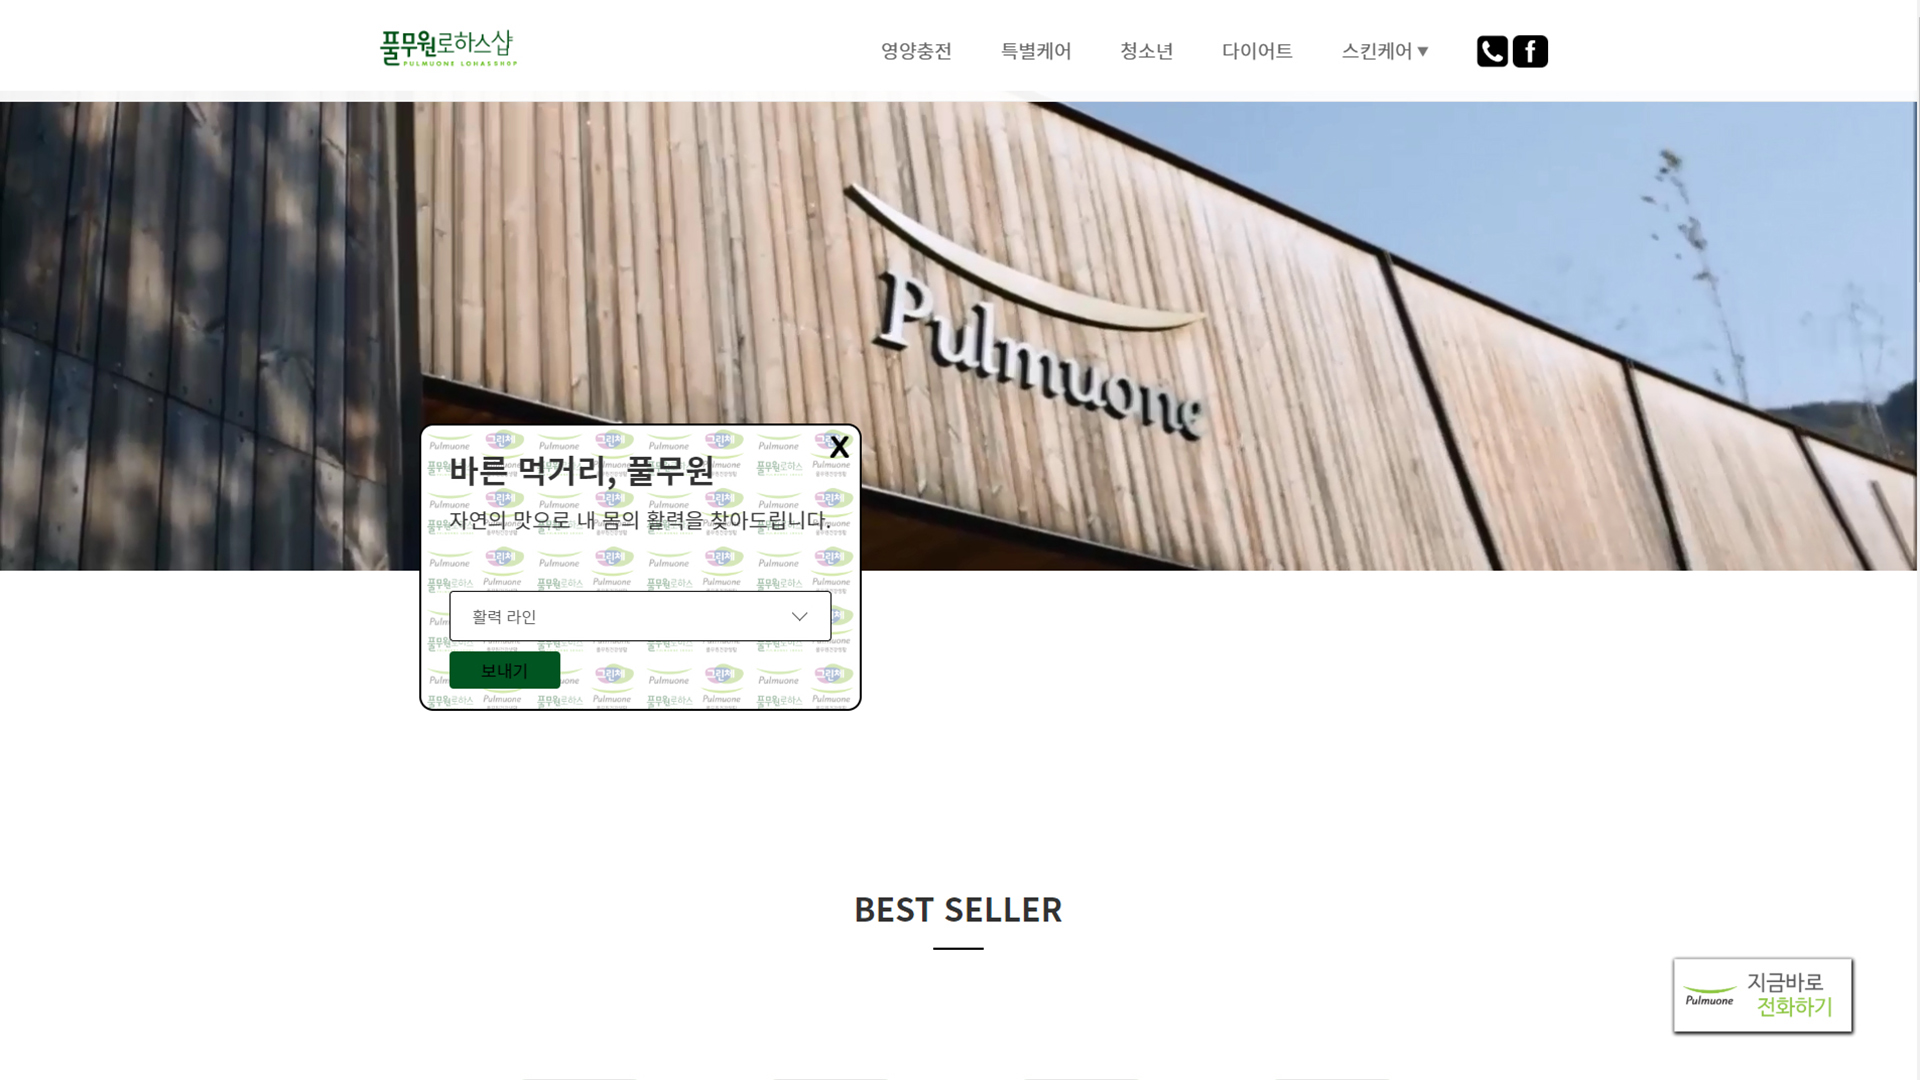 풀무원로하스샵
PULMUONE LOHASSHOP
영양충전 특별케어 청소년 다이어트 스킨케어▼
Pulmuone
X
바른 먹거리, 풀무원
자연의 맛으로 내 몸의 활력을 찾아드립니다.
활력 라인
보내기
BEST SELLER
Pulmuone
지금바로
전화하기